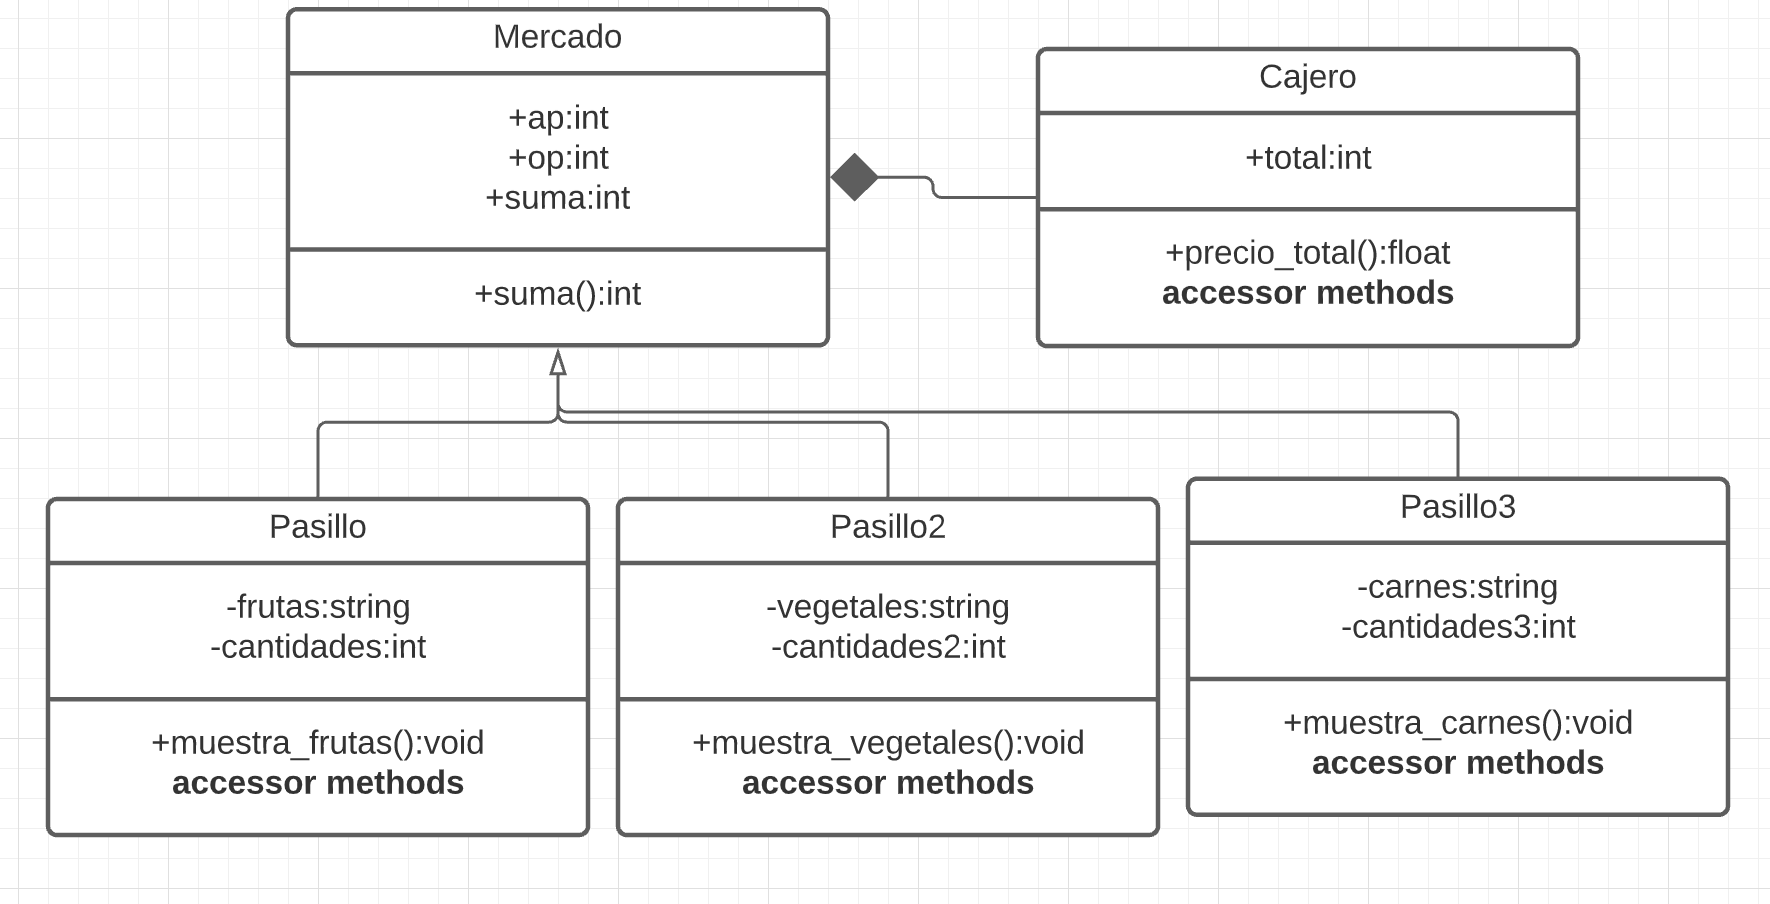 Mercado
+ap:int
+op:int
+suma:int
+suma():int
Cajero
+total:int
+precio_total():float
accessor methods
Pasillo
-frutas:string
-cantidades:int
+muestra_frutas():void
accessor methods
Pasillo2
-vegetales:string
-cantidades2:int
+muestra_vegetales():void
accessor methods
Pasillo3
-carnes:string
-cantidades3:int
+muestra_carnes():void
accessor methods